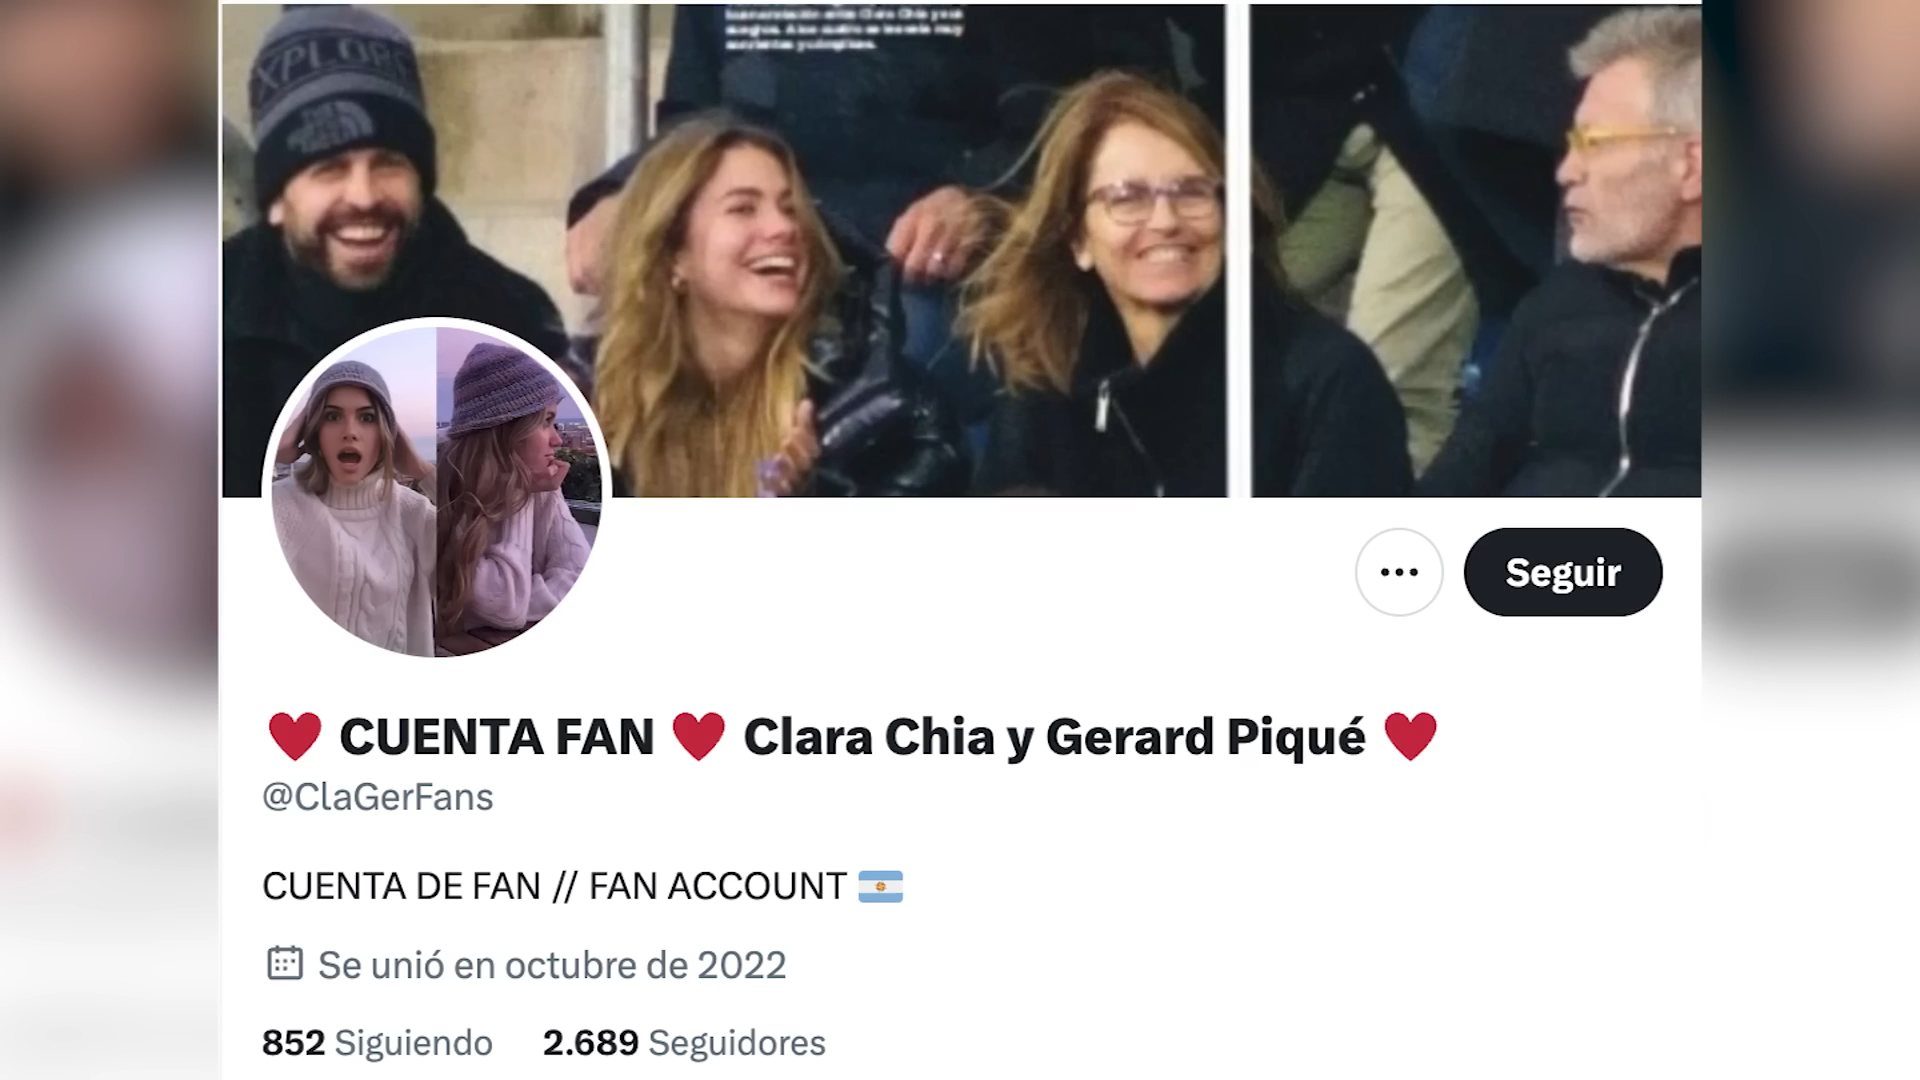 XPLORE
THE
NORTH
FACE
Seguir
CUENTA FAN Clara Chia y Gerard Piqué
@ClaGerFans
CUENTA DE FAN // FAN ACCOUNT
Se unió en octubre de 2022
852 Siguiendo 2.689 Seguidores